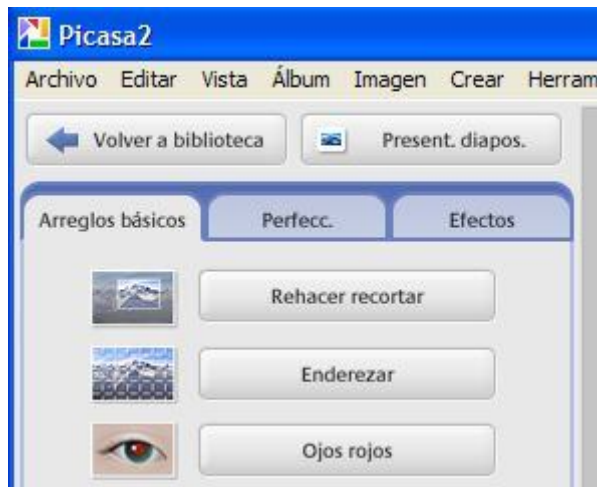 Picasa2
Archivo Editar Vista Álbum Imagen Crear Herram
Volver a biblioteca Present. diapos.
Arreglos básicos Perfecc. Efectos
Rehacer recortar
Enderezar
Ojos rojos